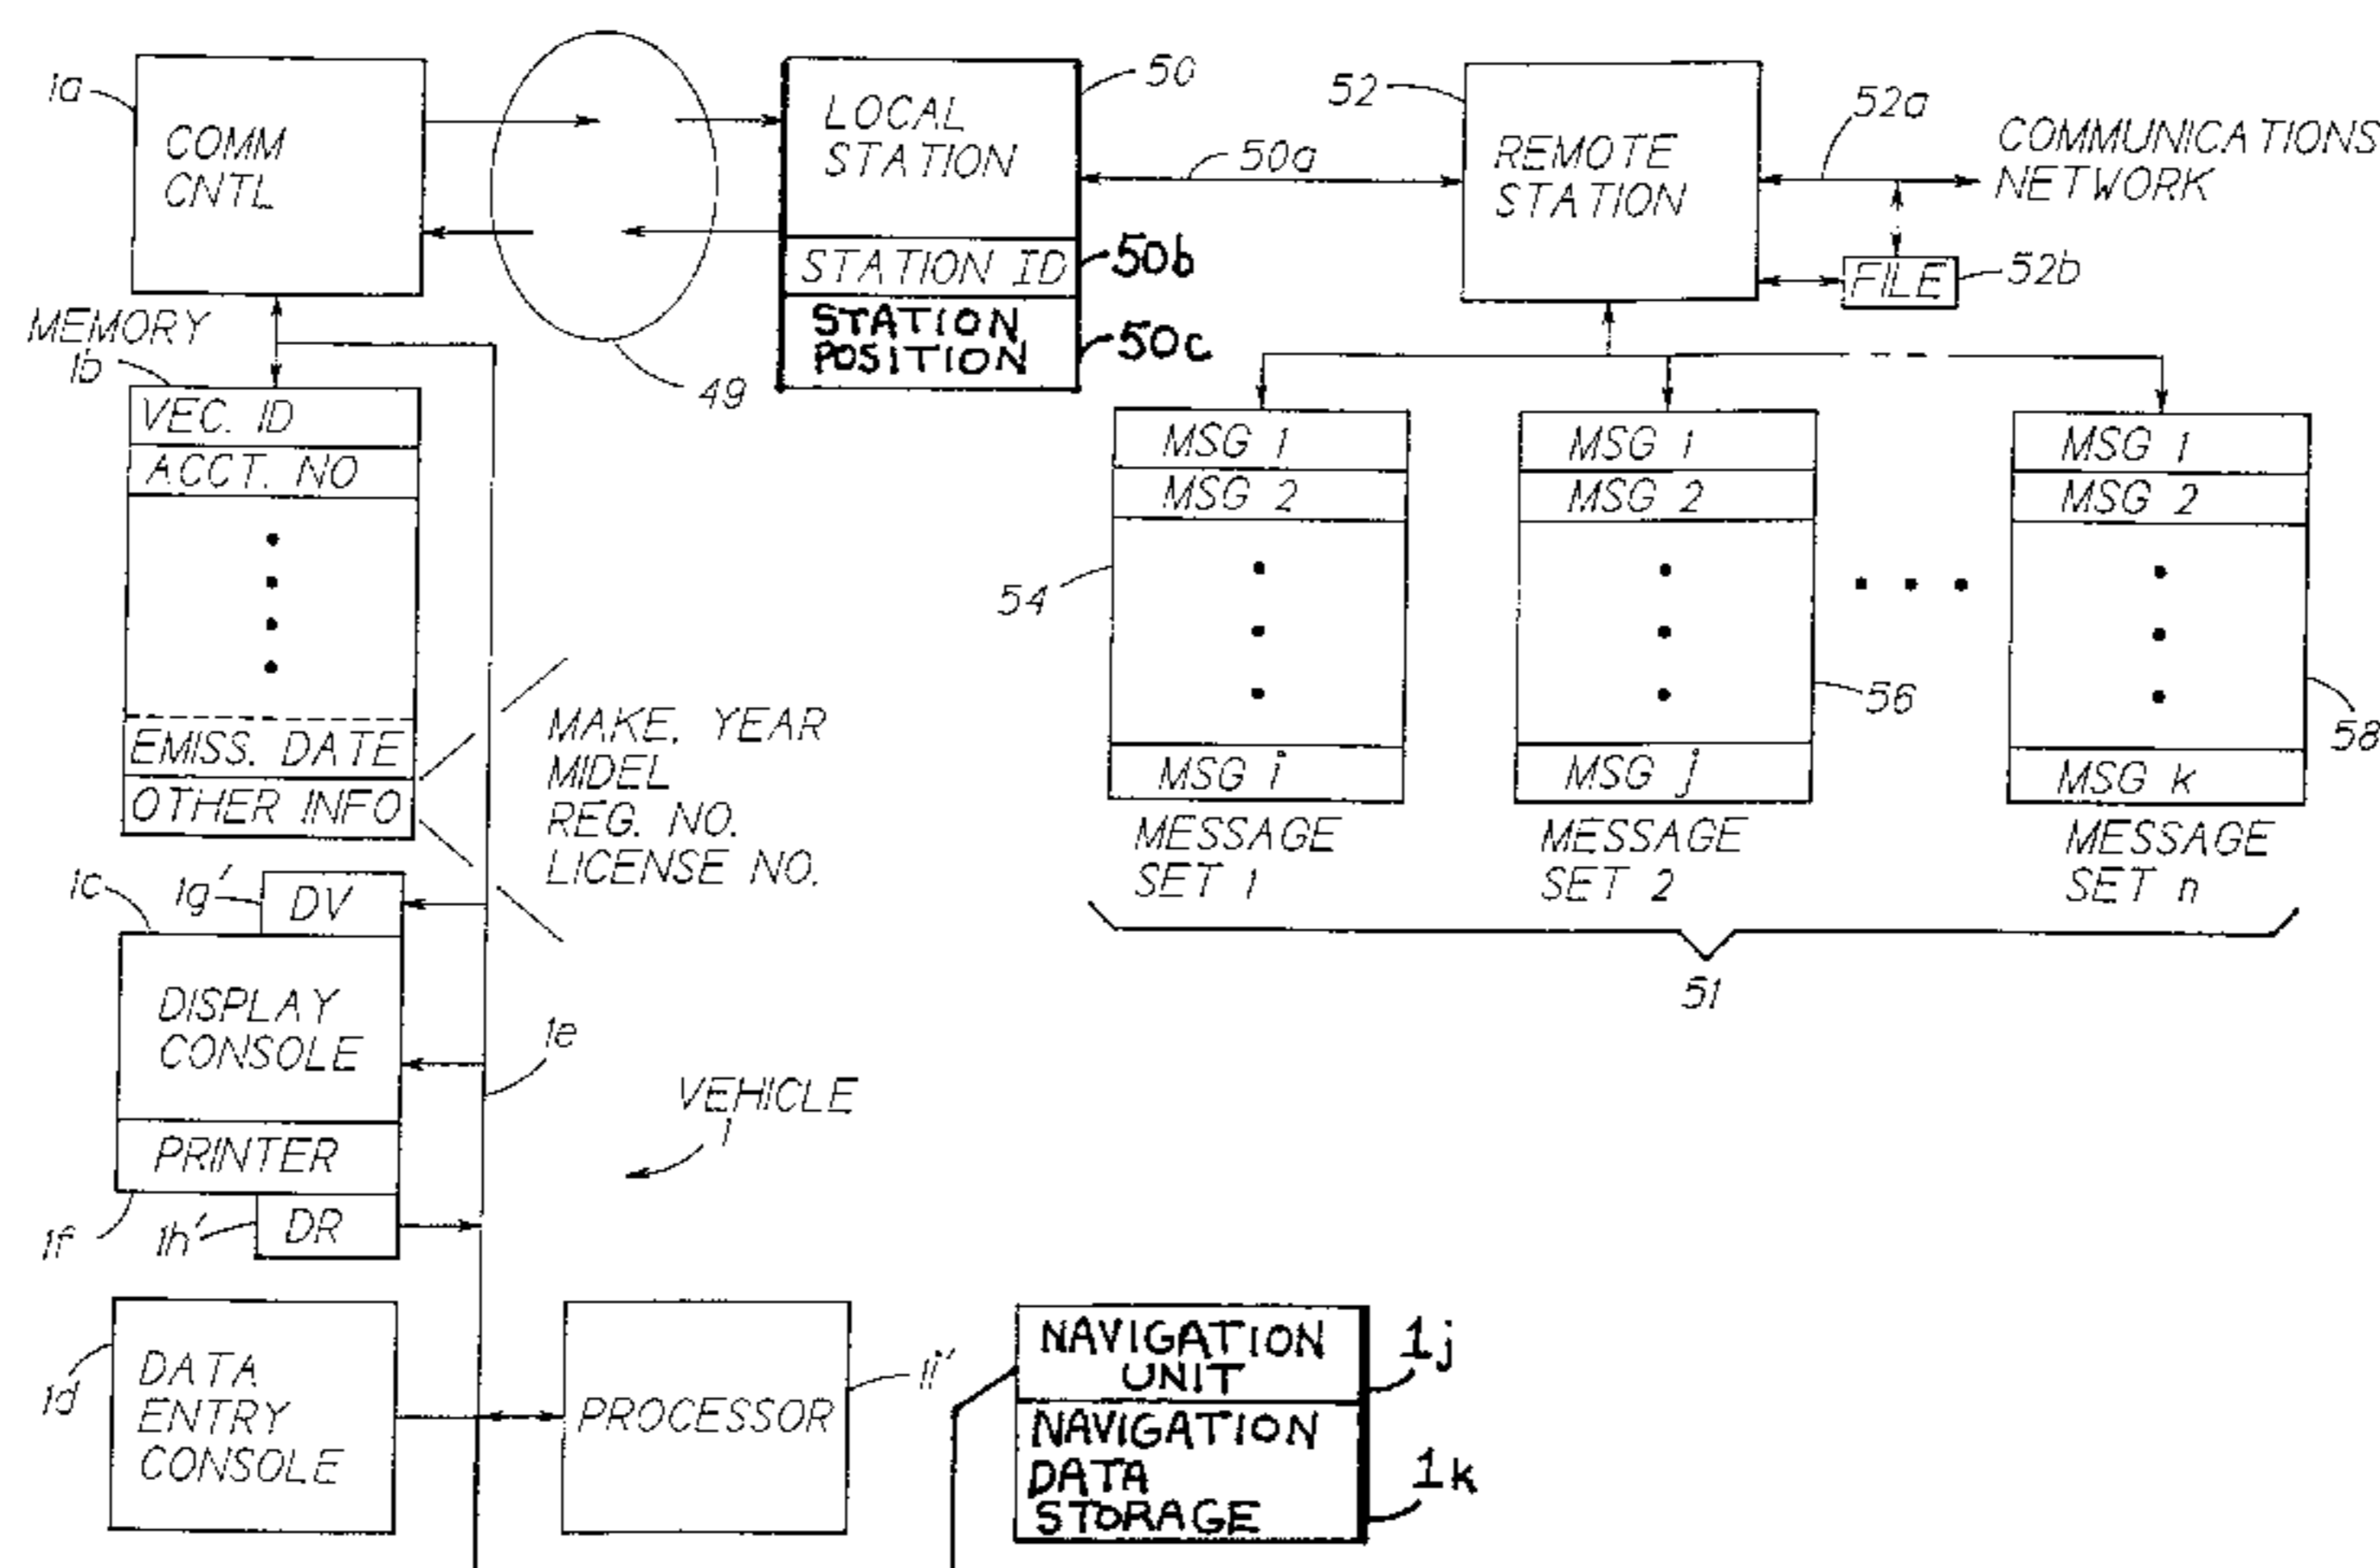 1a
COMM
CNTL
LOCAL
STATION
50
50a
STATION ID
50b
STATION
POSITION
50c
49
52
REMOTE
STATION
52a
COMMUNICATIONS
NETWORK
FILE
52b
MEMORY
1b
VEC. ID
ACCT. NO
EMISS. DATE
OTHER INFO
MAKE, YEAR
MIDEL
REG. NO.
LICENSE NO.
MSG 1
MSG 2
54
MSG i
MESSAGE
SET 1
MSG 1
MSG 2
56
MSG j
MESSAGE
SET 2
MSG 1
MSG 2
58
MSG k
MESSAGE
SET n
51
1c
1g'
DV
DISPLAY
CONSOLE
PRINTER
1f
1h'
DR
1e
VEHICLE
1
1d
DATA
ENTRY
CONSOLE
PROCESSOR
1i'
NAVIGATION
UNIT
1j
NAVIGATION
DATA
STORAGE
1k